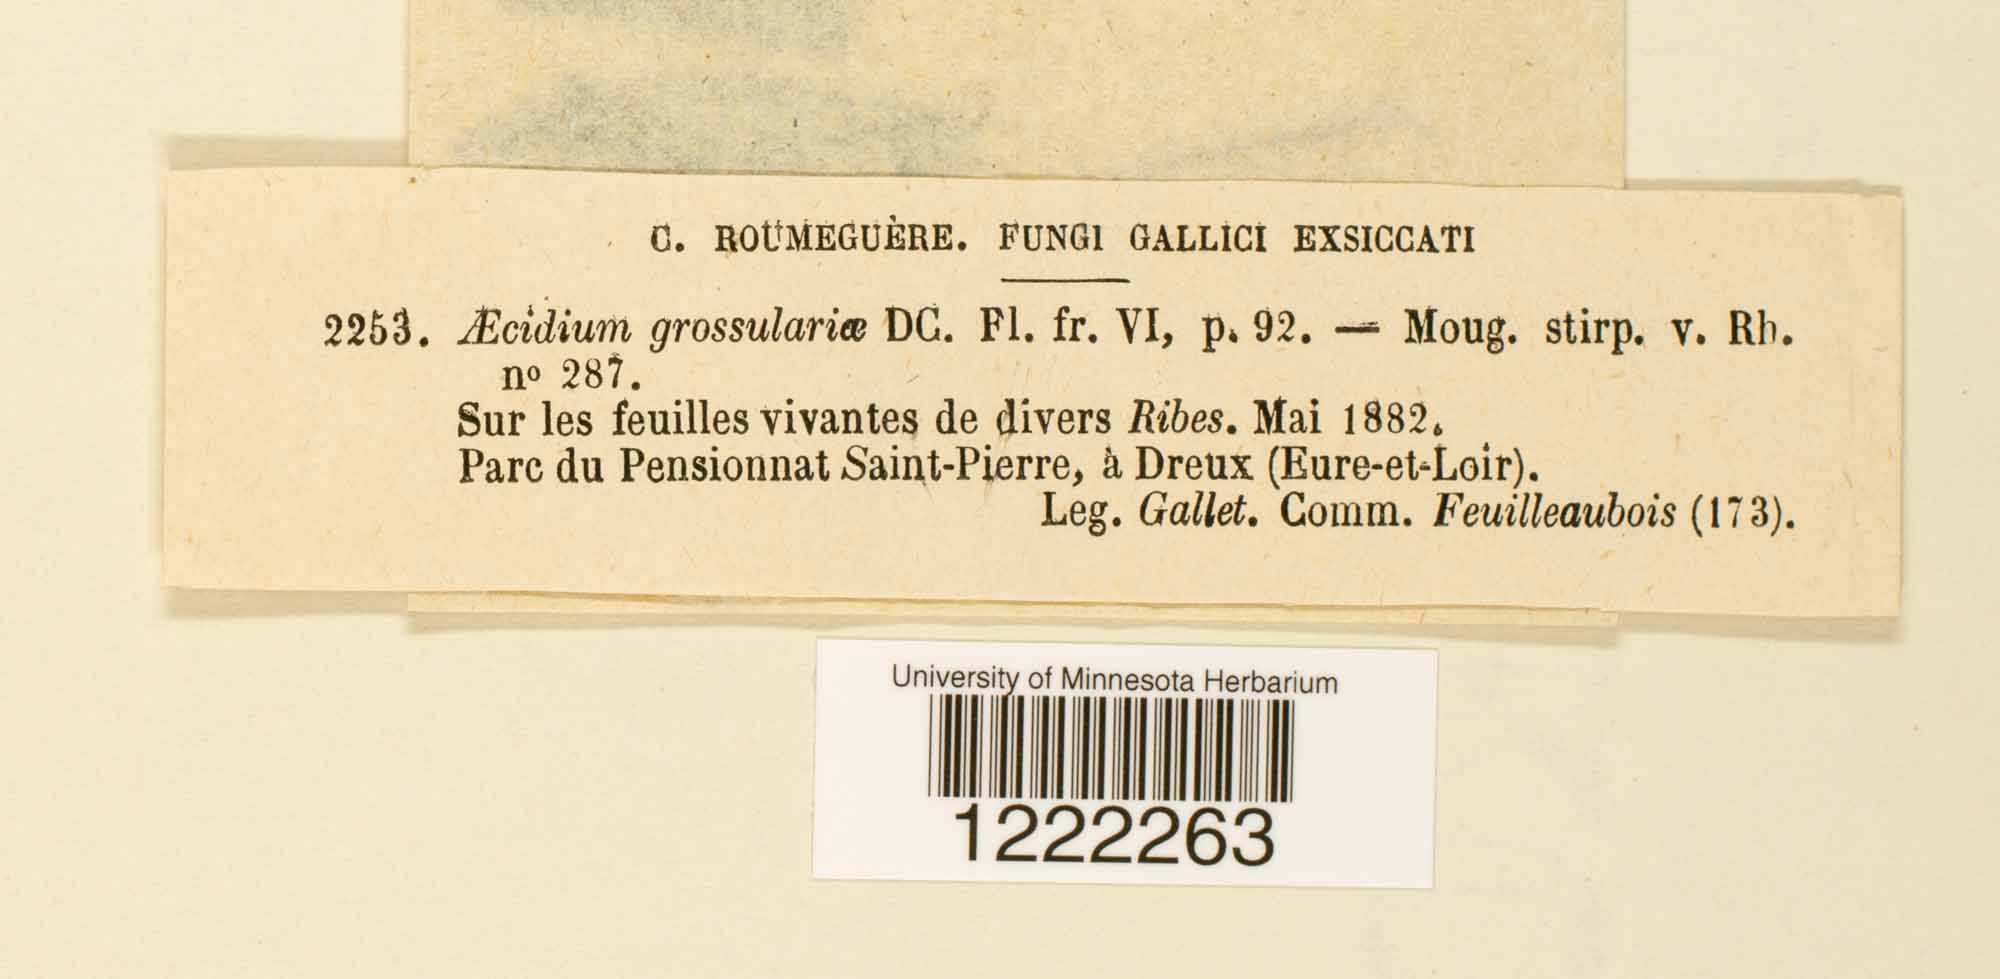 C. ROUMEGUÈRE. FUNGI GALLICI EXSICCATI
2253. Æcidium grossulariæ DC. Fl. fr. VI, p. 92. — Moug. stirp. v. Rh.
nº 287.
Sur les feuilles vivantes de divers Ribes. Mai 1882.
Parc du Pensionnat Saint-Pierre, à Dreux (Eure-et-Loir).
Leg. Gallet. Comm. Feuilleaubois (173).
University of Minnesota Herbarium
1222263